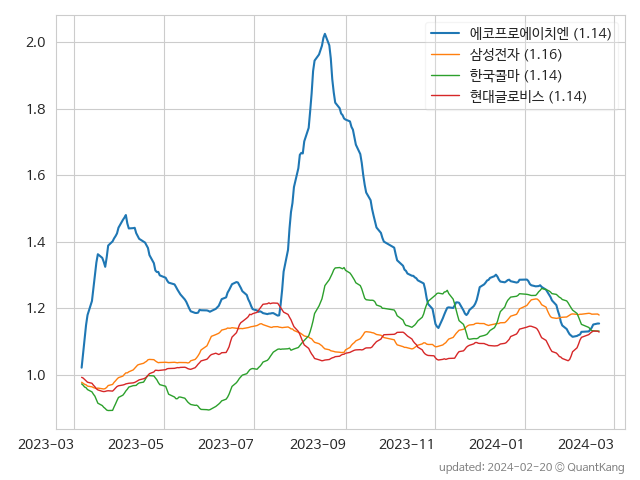 에코프로에이치엔 (1.14)
삼성전자 (1.16)
한국콜마 (1.14)
현대글로비스 (1.14)
2.0
1.8
1.6
1.4
1.2
1.0
2023-03 2023-05 2023-07 2023-09 2023-11 2024-01 2024-03
updated: 2024-02-20 © QuantKang